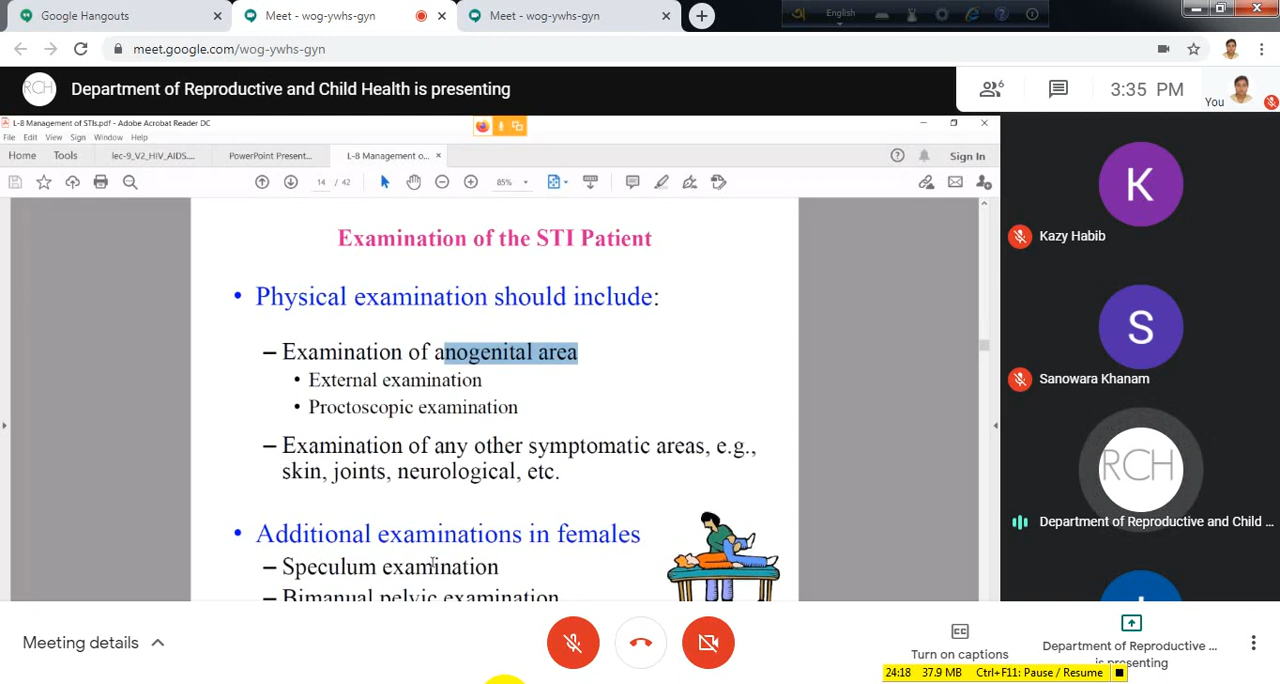 Google Hangouts
Meet - wog-ywhs-gyn
Meet - wog-ywhs-gyn
English
meet.google.com/wog-ywhs-gyn
RCH
Department of Reproductive and Child Health is presenting
6
3:35 PM
You
L-8 Management of STIs.pdf - Adobe Acrobat Reader DC
File Edit View Sign Window Help
Home Tools lec-9_V2_HIV_AIDS.... PowerPoint Present... L-8 Management o...
Sign In
14 / 42
85%
Examination of the STI Patient
• Physical examination should include:
– Examination of anogenital area
• External examination
• Proctoscopic examination
– Examination of any other symptomatic areas, e.g.,
skin, joints, neurological, etc.
• Additional examinations in females
– Speculum examination
– Bimanual pelvic examination
K
Kazy Habib
S
Sanowara Khanam
RCH
Department of Reproductive and Child ...
Meeting details
CC
Turn on captions
Department of Reproductive ...
is presenting
24:18 37.9 MB Ctrl+F11: Pause / Resume